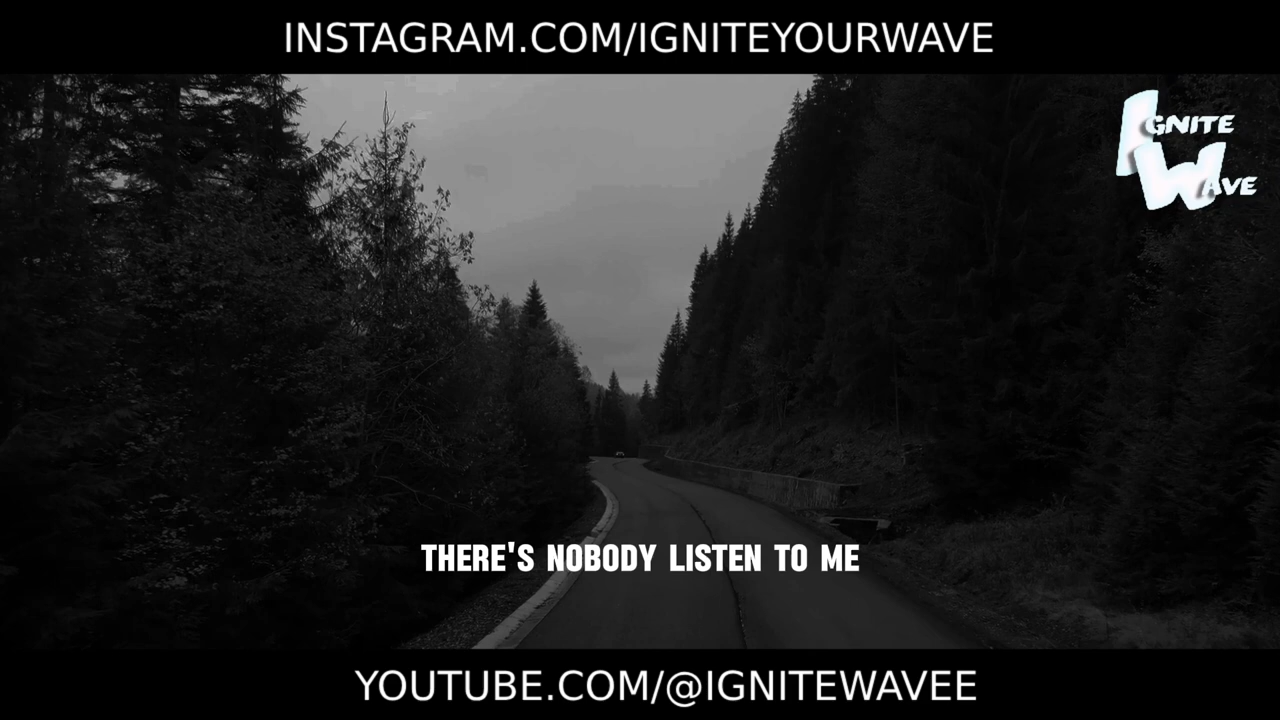 INSTAGRAM.COM/IGNITEYOURWAVE
IGNITE
WAVE
THERE'S NOBODY LISTEN TO ME
YOUTUBE.COM/@IGNITEWAVEE